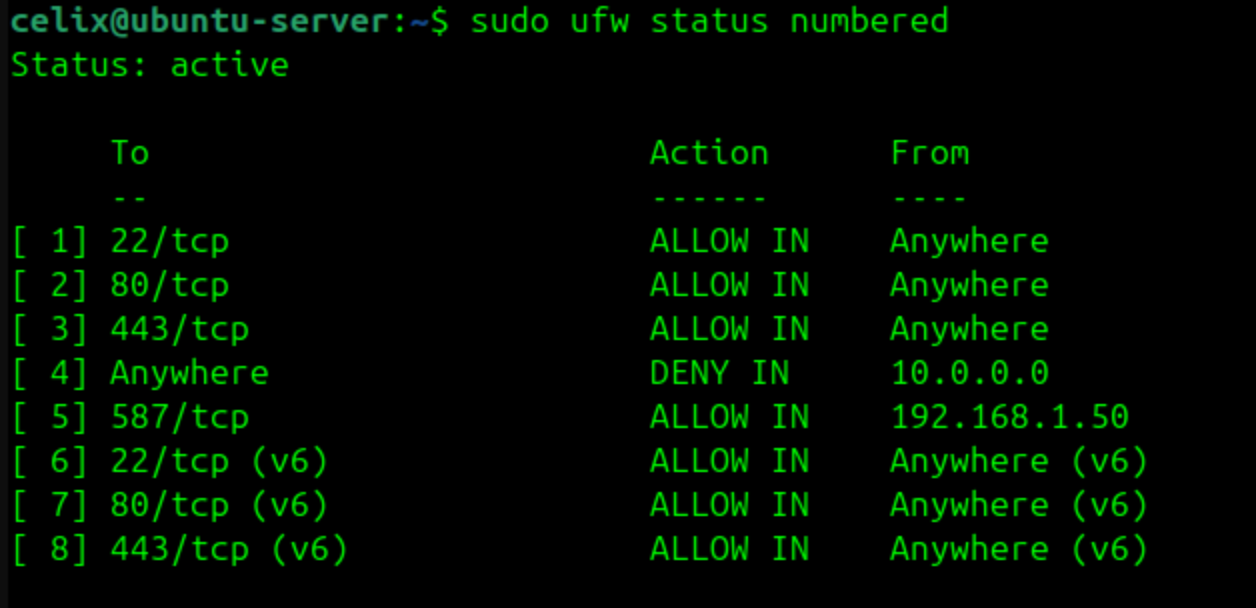 celix@ubuntu-server:~$ sudo ufw status numbered
Status: active

     To                         Action      From
     --                         ------      ----
[ 1] 22/tcp                     ALLOW IN    Anywhere
[ 2] 80/tcp                     ALLOW IN    Anywhere
[ 3] 443/tcp                    ALLOW IN    Anywhere
[ 4] Anywhere                   DENY IN     10.0.0.0
[ 5] 587/tcp                    ALLOW IN    192.168.1.50
[ 6] 22/tcp (v6)                ALLOW IN    Anywhere (v6)
[ 7] 80/tcp (v6)                ALLOW IN    Anywhere (v6)
[ 8] 443/tcp (v6)               ALLOW IN    Anywhere (v6)